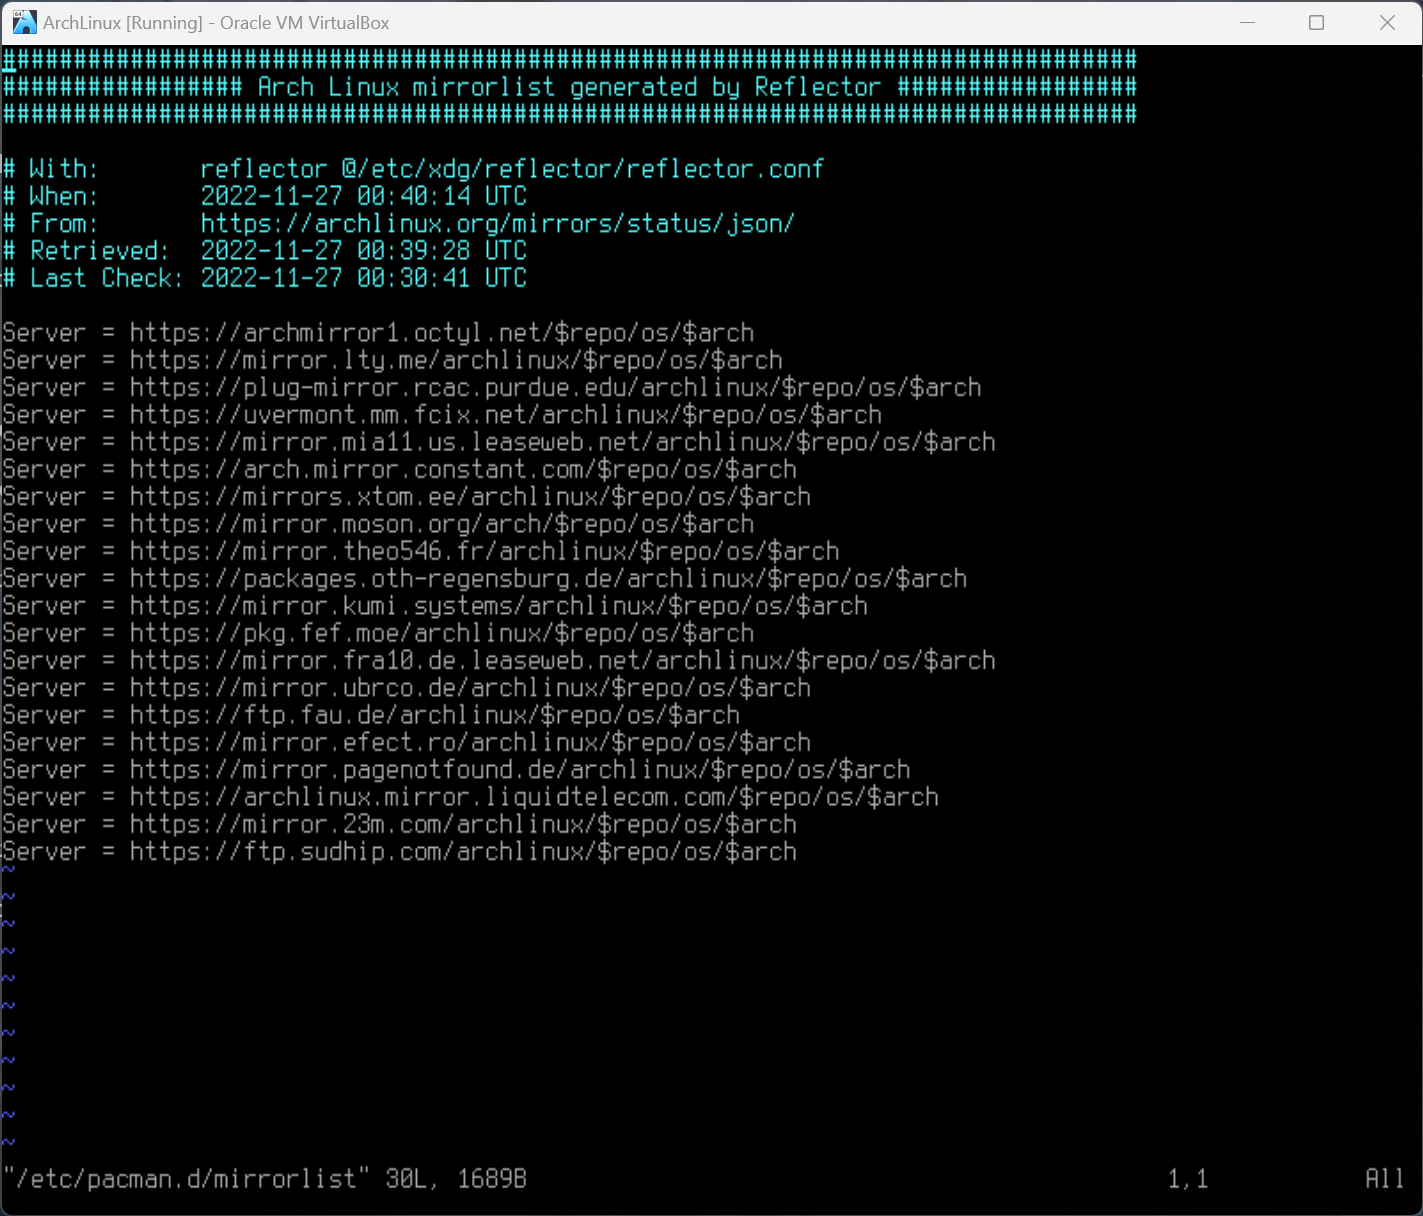 ArchLinux [Running] - Oracle VM VirtualBox
################################################################################
################# Arch Linux mirrorlist generated by Reflector #################
################################################################################
# With:       reflector @/etc/xdg/reflector/reflector.conf
# When:       2022-11-27 00:40:14 UTC
# From:       https://archlinux.org/mirrors/status/json/
# Retrieved:  2022-11-27 00:39:28 UTC
# Last Check: 2022-11-27 00:30:41 UTC
Server = https://archmirror1.octyl.net/$repo/os/$arch
Server = https://mirror.lty.me/archlinux/$repo/os/$arch
Server = https://plug-mirror.rcac.purdue.edu/archlinux/$repo/os/$arch
Server = https://uvermont.mm.fcix.net/archlinux/$repo/os/$arch
Server = https://mirror.mia11.us.leaseweb.net/archlinux/$repo/os/$arch
Server = https://arch.mirror.constant.com/$repo/os/$arch
Server = https://mirrors.xtom.ee/archlinux/$repo/os/$arch
Server = https://mirror.moson.org/arch/$repo/os/$arch
Server = https://mirror.theo546.fr/archlinux/$repo/os/$arch
Server = https://packages.oth-regensburg.de/archlinux/$repo/os/$arch
Server = https://mirror.kumi.systems/archlinux/$repo/os/$arch
Server = https://pkg.fef.moe/archlinux/$repo/os/$arch
Server = https://mirror.fra10.de.leaseweb.net/archlinux/$repo/os/$arch
Server = https://mirror.ubrco.de/archlinux/$repo/os/$arch
Server = https://ftp.fau.de/archlinux/$repo/os/$arch
Server = https://mirror.efect.ro/archlinux/$repo/os/$arch
Server = https://mirror.pagenotfound.de/archlinux/$repo/os/$arch
Server = https://archlinux.mirror.liquidtelecom.com/$repo/os/$arch
Server = https://mirror.23m.com/archlinux/$repo/os/$arch
Server = https://ftp.sudhip.com/archlinux/$repo/os/$arch
~
~
~
~
~
~
~
~
~
~
~
"/etc/pacman.d/mirrorlist" 30L, 1689B 1,1 All